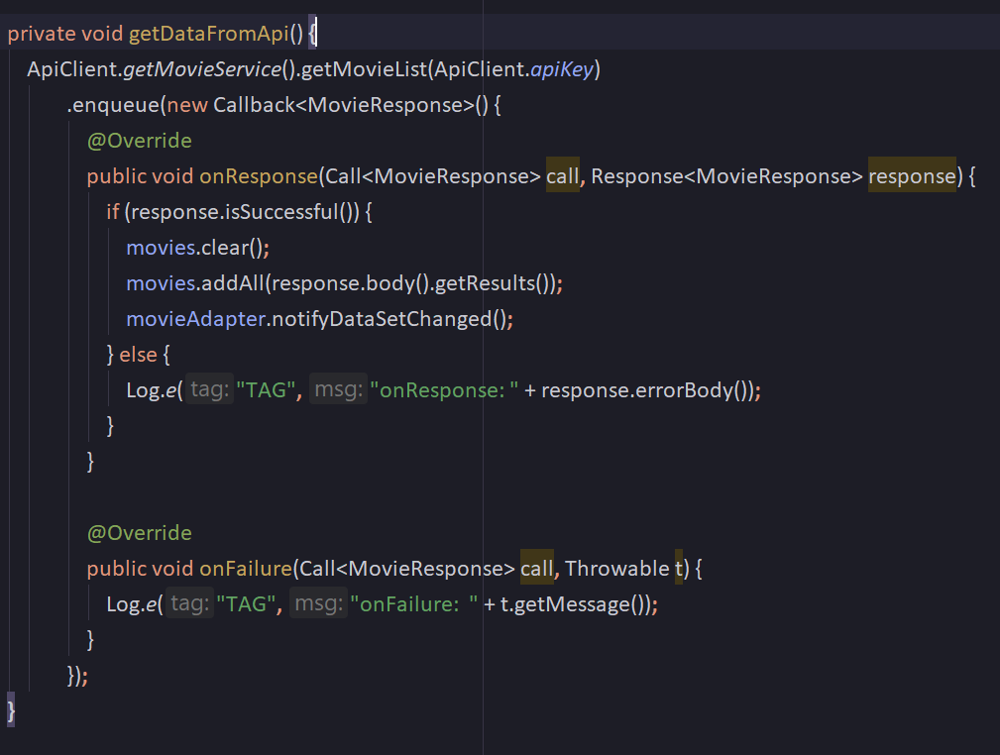 private void getDataFromApi() {
ApiClient.getMovieService().getMovieList(ApiClient.apiKey)
.enqueue(new Callback<MovieResponse>() {
@Override
public void onResponse(Call<MovieResponse> call, Response<MovieResponse> response) {
if (response.isSuccessful()) {
movies.clear();
movies.addAll(response.body().getResults());
movieAdapter.notifyDataSetChanged();
} else {
Log.e( tag: "TAG", msg: "onResponse: " + response.errorBody());
}
}
@Override
public void onFailure(Call<MovieResponse> call, Throwable t) {
Log.e( tag: "TAG", msg: "onFailure: " + t.getMessage());
}
});
}